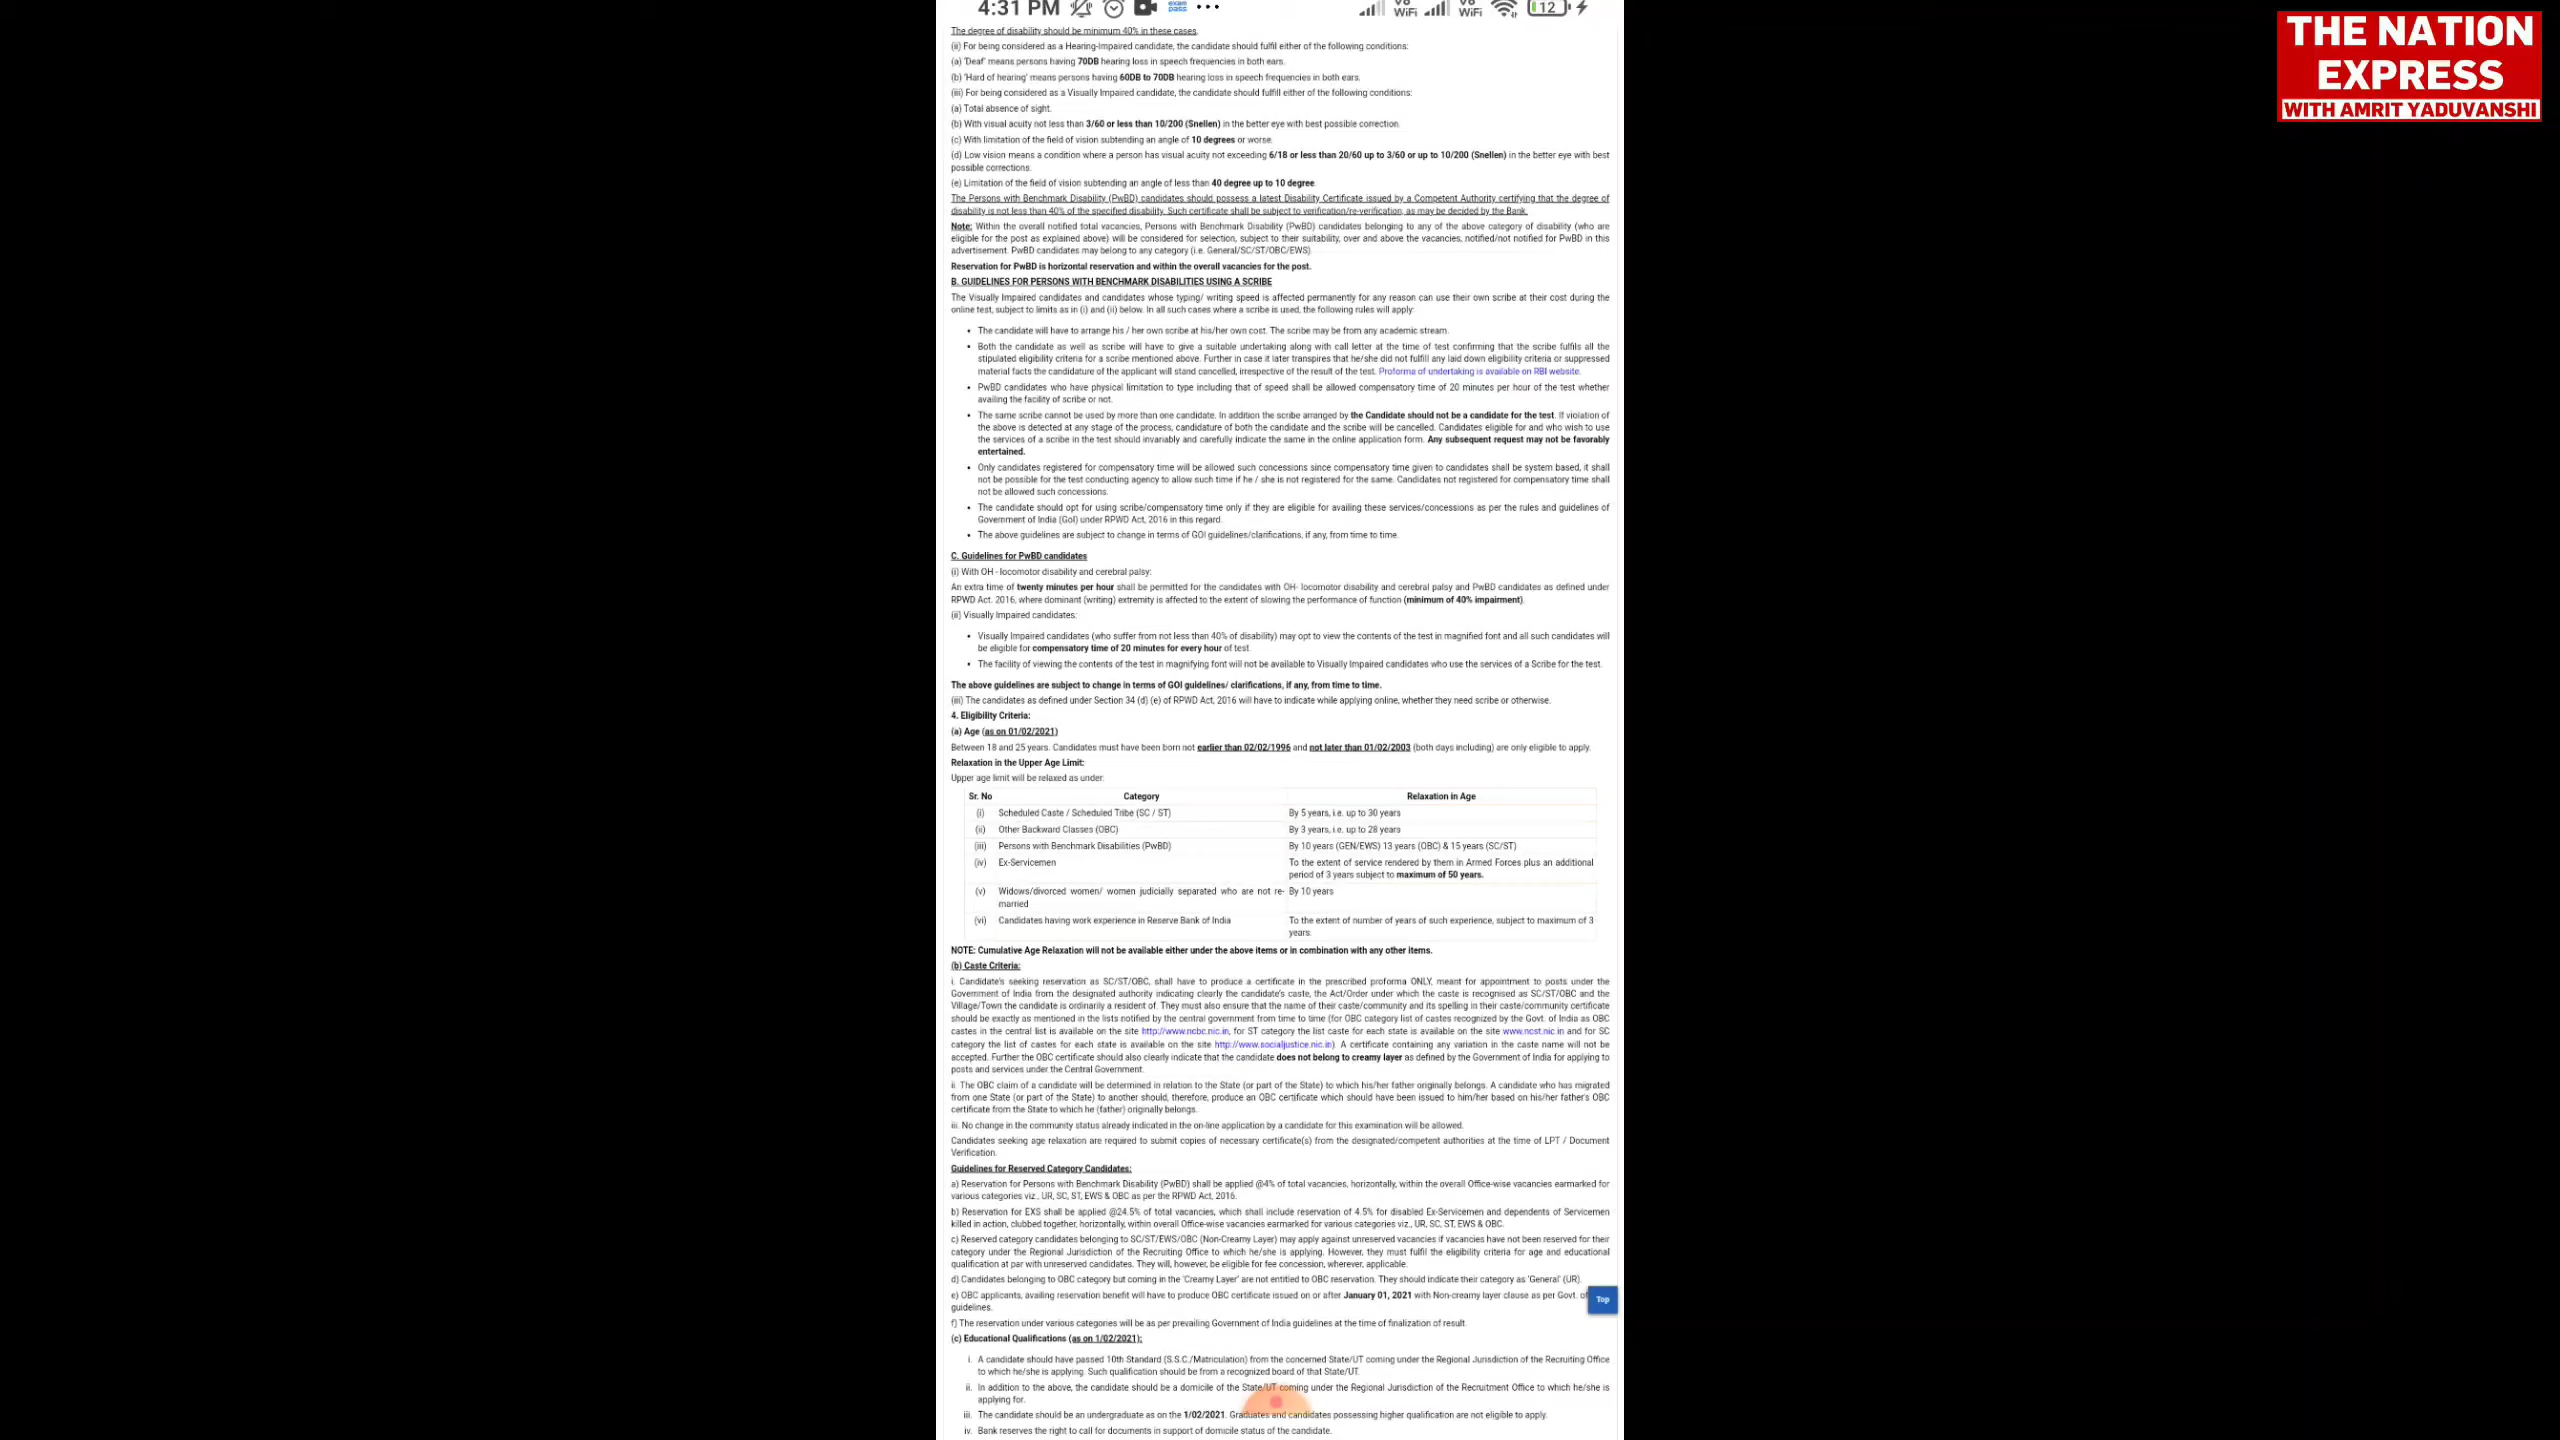 4:31 PM
exam
pass
Vo
WiFi
Vo
WiFi
12
THE NATION
EXPRESS
WITH AMRIT YADUVANSHI
The degree of disability should be minimum 40% in these cases.
(ii) For being considered as a Hearing-Impaired candidate, the candidate should fulfil either of the following conditions:
(a) 'Deaf' means persons having 70DB hearing loss in speech frequencies in both ears.
(b) 'Hard of hearing' means persons having 60DB to 70DB hearing loss in speech frequencies in both ears.
(iii) For being considered as a Visually Impaired candidate, the candidate should fulfill either of the following conditions:
(a) Total absence of sight.
(b) With visual acuity not less than 3/60 or less than 10/200 (Snellen) in the better eye with best possible correction.
(c) With limitation of the field of vision subtending an angle of 10 degrees or worse.
(d) Low vision means a condition where a person has visual acuity not exceeding 6/18 or less than 20/60 up to 3/60 or up to 10/200 (Snellen) in the better eye with best
possible corrections.
(e) Limitation of the field of vision subtending an angle of less than 40 degree up to 10 degree.
The Persons with Benchmark Disability (PwBD) candidates should possess a latest Disability Certificate issued by a Competent Authority certifying that the degree of
disability is not less than 40% of the specified disability. Such certificate shall be subject to verification/re-verification, as may be decided by the Bank.
Note: Within the overall notified total vacancies, Persons with Benchmark Disability (PwBD) candidates belonging to any of the above category of disability (who are
eligible for the post as explained above) will be considered for selection, subject to their suitability, over and above the vacancies, notified/not notified for PwBD in this
advertisement. PwBD candidates may belong to any category (i.e. General/SC/ST/OBC/EWS).
Reservation for PwBD is horizontal reservation and within the overall vacancies for the post.
B. GUIDELINES FOR PERSONS WITH BENCHMARK DISABILITIES USING A SCRIBE
The Visually Impaired candidates and candidates whose typing/ writing speed is affected permanently for any reason can use their own scribe at their cost during the
online test, subject to limits as in (i) and (ii) below. In all such cases where a scribe is used, the following rules will apply:
• The candidate will have to arrange his / her own scribe at his/her own cost. The scribe may be from any academic stream.
• Both the candidate as well as scribe will have to give a suitable undertaking along with call letter at the time of test confirming that the scribe fulfils all the
stipulated eligibility criteria for a scribe mentioned above. Further in case it later transpires that he/she did not fulfill any laid down eligibility criteria or suppressed
material facts the candidature of the applicant will stand cancelled, irrespective of the result of the test. Proforma of undertaking is available on RBI website.
• PwBD candidates who have physical limitation to type including that of speed shall be allowed compensatory time of 20 minutes per hour of the test whether
availing the facility of scribe or not.
• The same scribe cannot be used by more than one candidate. In addition the scribe arranged by the Candidate should not be a candidate for the test. If violation of
the above is detected at any stage of the process, candidature of both the candidate and the scribe will be cancelled. Candidates eligible for and who wish to use
the services of a scribe in the test should invariably and carefully indicate the same in the online application form. Any subsequent request may not be favorably
entertained.
• Only candidates registered for compensatory time will be allowed such concessions since compensatory time given to candidates shall be system based, it shall
not be possible for the test conducting agency to allow such time if he / she is not registered for the same. Candidates not registered for compensatory time shall
not be allowed such concessions.
• The candidate should opt for using scribe/compensatory time only if they are eligible for availing these services/concessions as per the rules and guidelines of
Government of India (GoI) under RPWD Act, 2016 in this regard.
• The above guidelines are subject to change in terms of GOI guidelines/clarifications, if any, from time to time.
C. Guidelines for PwBD candidates
(i) With OH - locomotor disability and cerebral palsy:
An extra time of twenty minutes per hour shall be permitted for the candidates with OH- locomotor disability and cerebral palsy and PwBD candidates as defined under
RPWD Act. 2016, where dominant (writing) extremity is affected to the extent of slowing the performance of function (minimum of 40% impairment).
(ii) Visually Impaired candidates:
• Visually Impaired candidates (who suffer from not less than 40% of disability) may opt to view the contents of the test in magnified font and all such candidates will
be eligible for compensatory time of 20 minutes for every hour of test.
• The facility of viewing the contents of the test in magnifying font will not be available to Visually Impaired candidates who use the services of a Scribe for the test.
The above guidelines are subject to change in terms of GOI guidelines/ clarifications, if any, from time to time.
(iii) The candidates as defined under Section 34 (d) (e) of RPWD Act, 2016 will have to indicate while applying online, whether they need scribe or otherwise.
4. Eligibility Criteria:
(a) Age (as on 01/02/2021)
Between 18 and 25 years. Candidates must have been born not earlier than 02/02/1996 and not later than 01/02/2003 (both days including) are only eligible to apply.
Relaxation in the Upper Age Limit:
Upper age limit will be relaxed as under:
Sr. No Category Relaxation in Age
(i) Scheduled Caste / Scheduled Tribe (SC / ST) By 5 years, i.e. up to 30 years
(ii) Other Backward Classes (OBC) By 3 years, i.e. up to 28 years
(iii) Persons with Benchmark Disabilities (PwBD) By 10 years (GEN/EWS) 13 years (OBC) & 15 years (SC/ST)
(iv) Ex-Servicemen To the extent of service rendered by them in Armed Forces plus an additional
period of 3 years subject to maximum of 50 years.
(v) Widows/divorced women/ women judicially separated who are not re- By 10 years
married
(vi) Candidates having work experience in Reserve Bank of India To the extent of number of years of such experience, subject to maximum of 3
years.
NOTE: Cumulative Age Relaxation will not be available either under the above items or in combination with any other items.
(b) Caste Criteria:
i. Candidate's seeking reservation as SC/ST/OBC, shall have to produce a certificate in the prescribed proforma ONLY, meant for appointment to posts under the
Government of India from the designated authority indicating clearly the candidate's caste, the Act/Order under which the caste is recognised as SC/ST/OBC and the
Village/Town the candidate is ordinarily a resident of. They must also ensure that the name of their caste/community and its spelling in their caste/community certificate
should be exactly as mentioned in the lists notified by the central government from time to time (for OBC category list of castes recognized by the Govt. of India as OBC
castes in the central list is available on the site http://www.ncbc.nic.in, for ST category the list caste for each state is available on the site www.ncst.nic.in and for SC
category the list of castes for each state is available on the site http://www.socialjustice.nic.in). A certificate containing any variation in the caste name will not be
accepted. Further the OBC certificate should also clearly indicate that the candidate does not belong to creamy layer as defined by the Government of India for applying to
posts and services under the Central Government.
ii. The OBC claim of a candidate will be determined in relation to the State (or part of the State) to which his/her father originally belongs. A candidate who has migrated
from one State (or part of the State) to another should, therefore, produce an OBC certificate which should have been issued to him/her based on his/her father's OBC
certificate from the State to which he (father) originally belongs.
iii. No change in the community status already indicated in the on-line application by a candidate for this examination will be allowed.
Candidates seeking age relaxation are required to submit copies of necessary certificate(s) from the designated/competent authorities at the time of LPT / Document
Verification.
Guidelines for Reserved Category Candidates:
a) Reservation for Persons with Benchmark Disability (PwBD) shall be applied @4% of total vacancies, horizontally, within the overall Office-wise vacancies earmarked for
various categories viz., UR, SC, ST, EWS & OBC as per the RPWD Act, 2016.
b) Reservation for EXS shall be applied @24.5% of total vacancies, which shall include reservation of 4.5% for disabled Ex-Servicemen and dependents of Servicemen
killed in action, clubbed together, horizontally, within overall Office-wise vacancies earmarked for various categories viz., UR, SC, ST, EWS & OBC.
c) Reserved category candidates belonging to SC/ST/EWS/OBC (Non-Creamy Layer) may apply against unreserved vacancies if vacancies have not been reserved for their
category under the Regional Jurisdiction of the Recruiting Office to which he/she is applying. However, they must fulfil the eligibility criteria for age and educational
qualification at par with unreserved candidates. They will, however, be eligible for fee concession, wherever, applicable.
d) Candidates belonging to OBC category but coming in the 'Creamy Layer' are not entitled to OBC reservation. They should indicate their category as 'General' (UR).
e) OBC applicants, availing reservation benefit will have to produce OBC certificate issued on or after January 01, 2021 with Non-creamy layer clause as per Govt. of
guidelines.
Top
f) The reservation under various categories will be as per prevailing Government of India guidelines at the time of finalization of result.
(c) Educational Qualifications (as on 1/02/2021):
i. A candidate should have passed 10th Standard (S.S.C./Matriculation) from the concerned State/UT coming under the Regional Jurisdiction of the Recruiting Office
to which he/she is applying. Such qualification should be from a recognized board of that State/UT.
ii. In addition to the above, the candidate should be a domicile of the State/UT coming under the Regional Jurisdiction of the Recruitment Office to which he/she is
applying for.
iii. The candidate should be an undergraduate as on the 1/02/2021. Graduates and candidates possessing higher qualification are not eligible to apply.
iv. Bank reserves the right to call for documents in support of domicile status of the candidate.